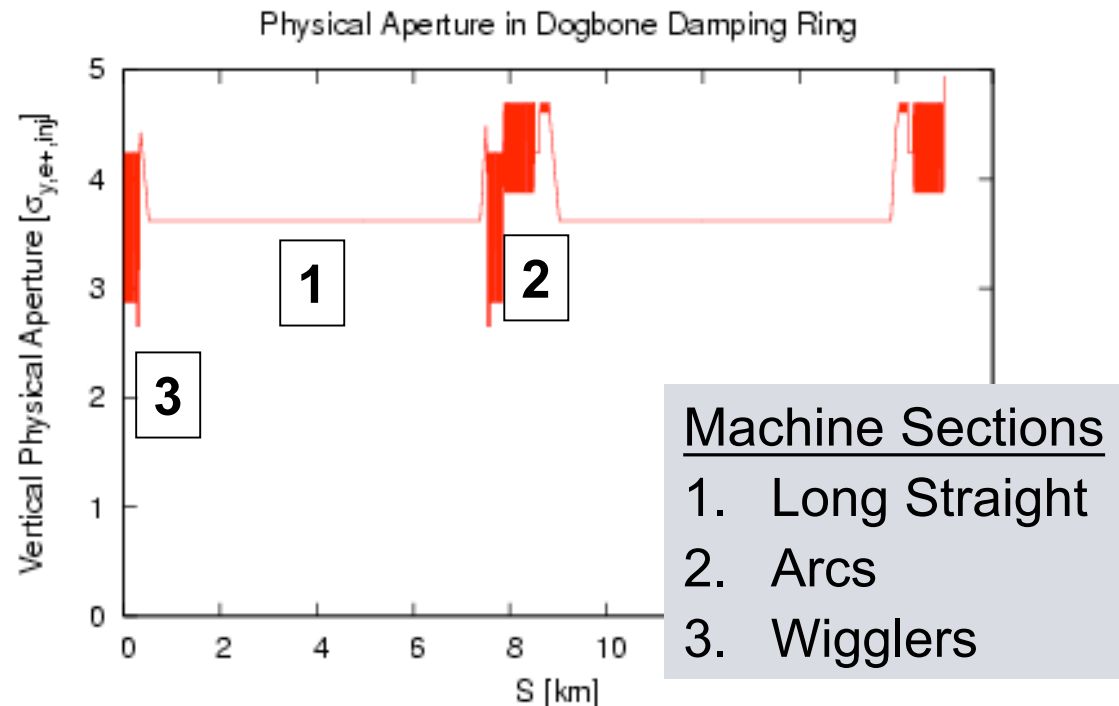 Physical Aperture in Dogbone Damping Ring
Vertical Physical Aperture [σy,e+,inj]
5
4
3
2
1
0
0 2 4 6 8 10
S [km]
1
2
3
Machine Sections
1. Long Straight
2. Arcs
3. Wigglers